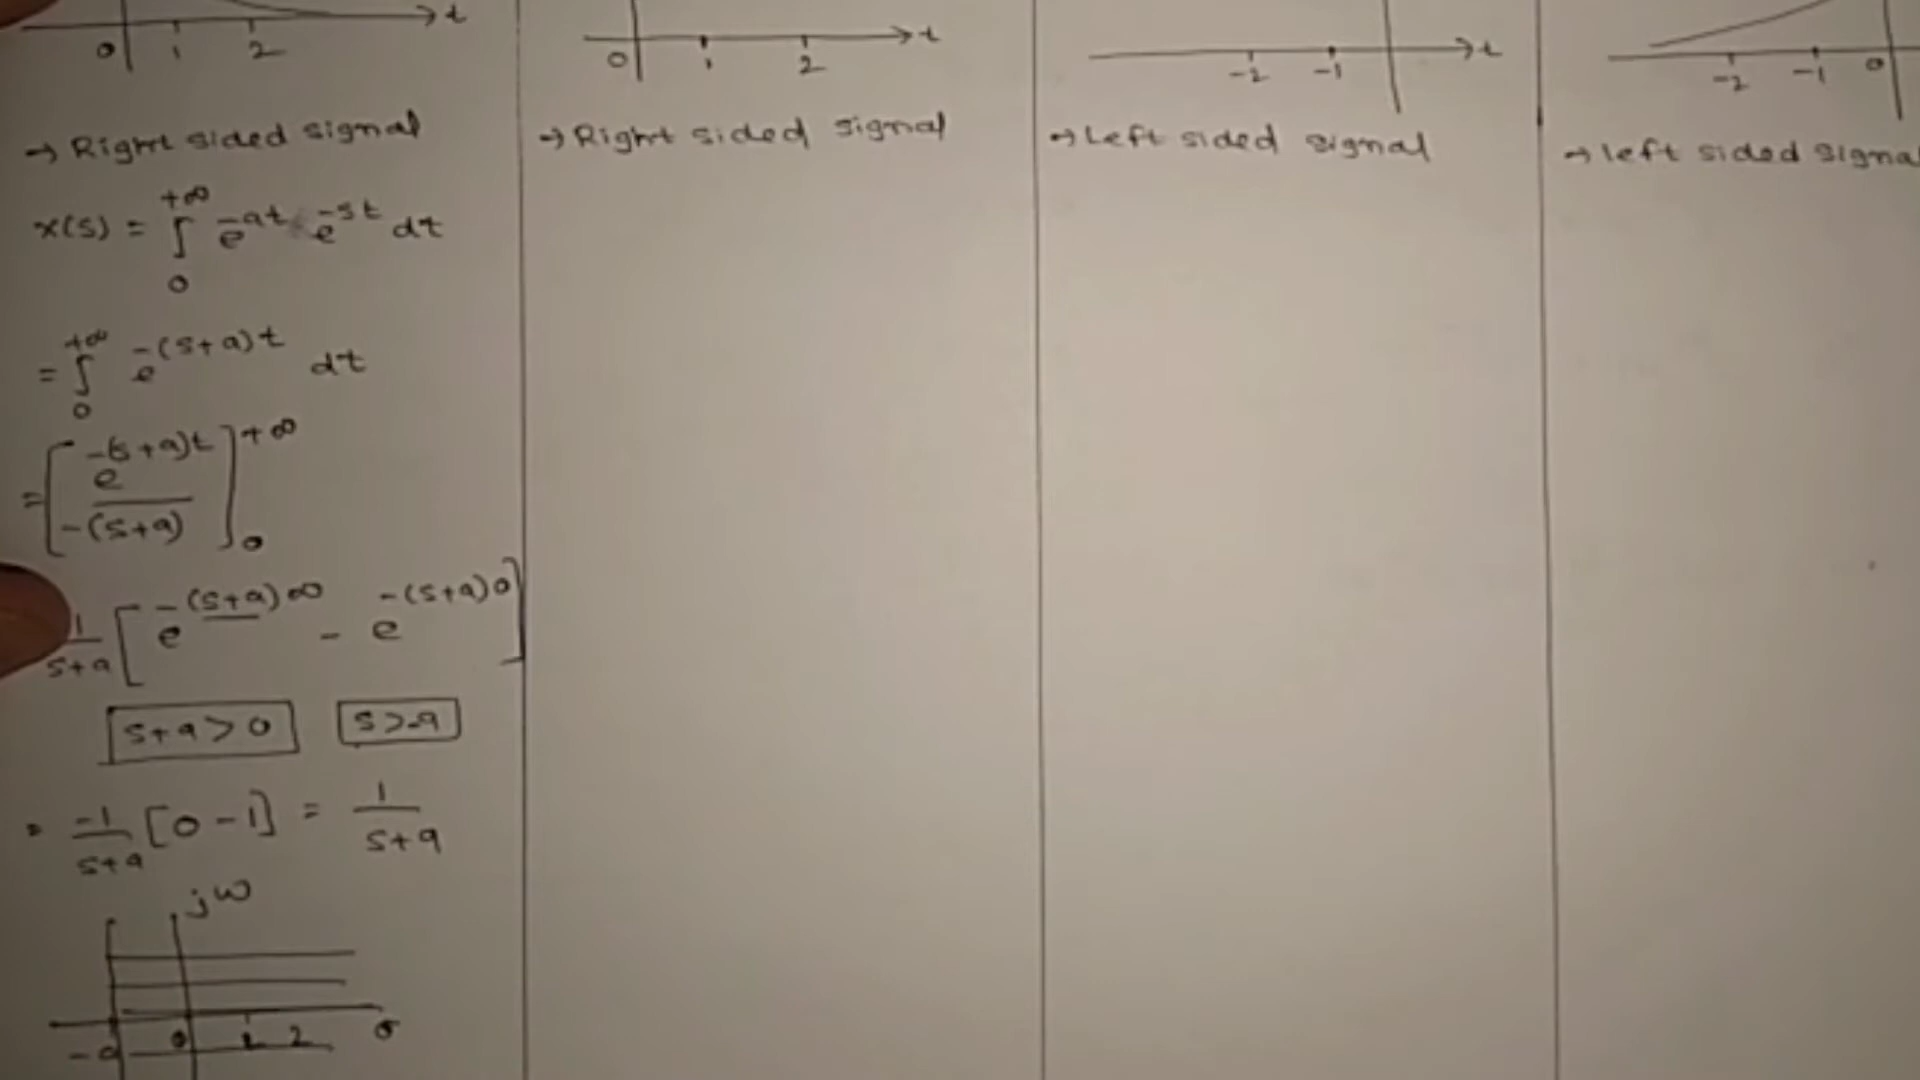 0 1 2 → t
→ Right sided signal
x(s) = ∫₀^{+∞} e^{-at} e^{-st} dt
= ∫₀^{+∞} e^{-(s+a)t} dt
= [e^{-(s+a)t} / -(s+a)]₀^{+∞}
1/(s+a) [e^{-(s+a)∞} - e^{-(s+a)0}]
s+a>0 s>-a
= -1/(s+a) [0-1] = 1/(s+a)
jω
-a 0 1 2 σ
0 1 2 → t
→ Right sided signal
-2 -1 → t
→ Left sided signal
-2 -1 0
→ left sided signal